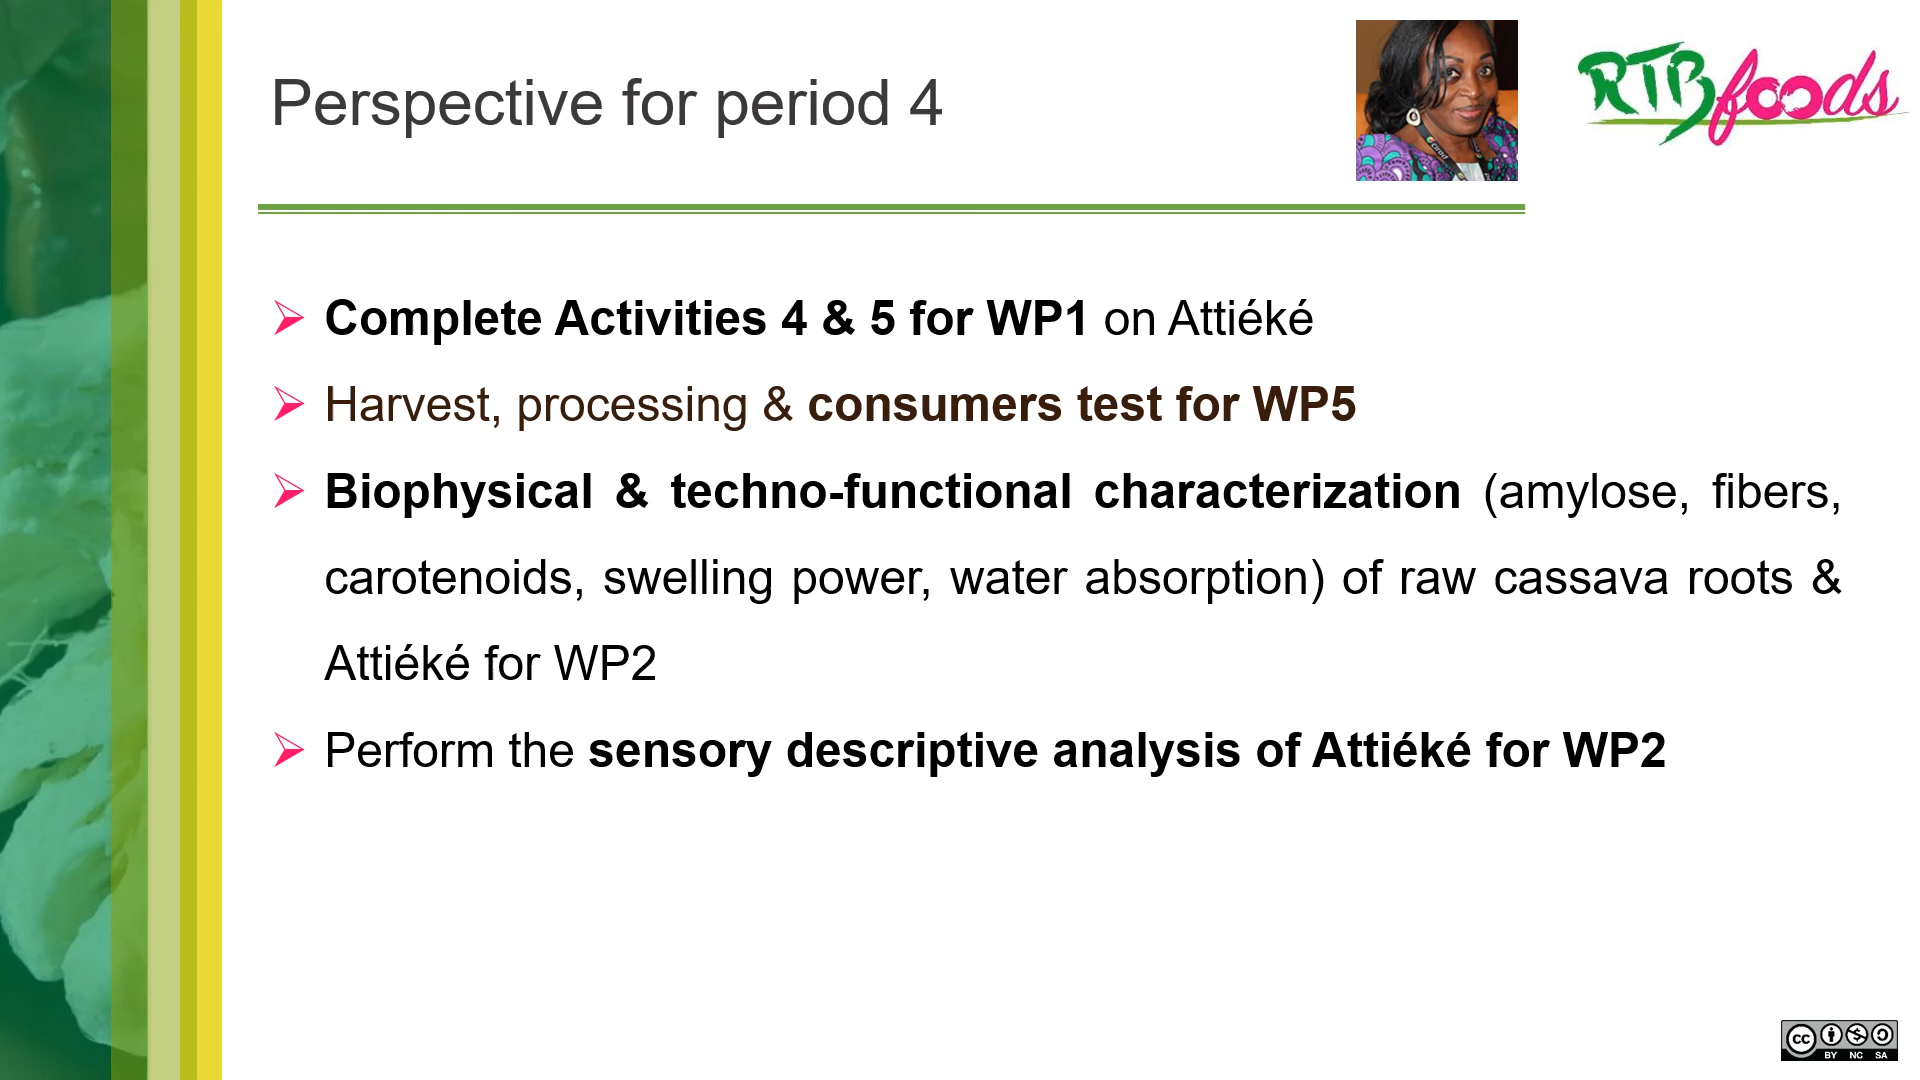 Perspective for period 4
RTBfoods
cirad
Complete Activities 4 & 5 for WP1 on Attiéké
Harvest, processing & consumers test for WP5
Biophysical & techno-functional characterization (amylose, fibers,
carotenoids, swelling power, water absorption) of raw cassava roots &
Attiéké for WP2
Perform the sensory descriptive analysis of Attiéké for WP2
cc
BY NC SA